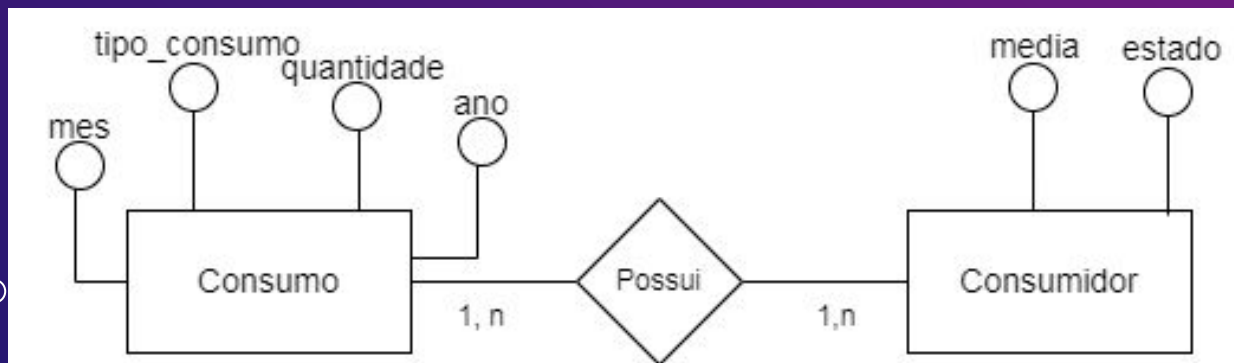 tipo_consumo
quantidade
mes
ano
media
estado
Consumo
Possui
Consumidor
1, n
1,n